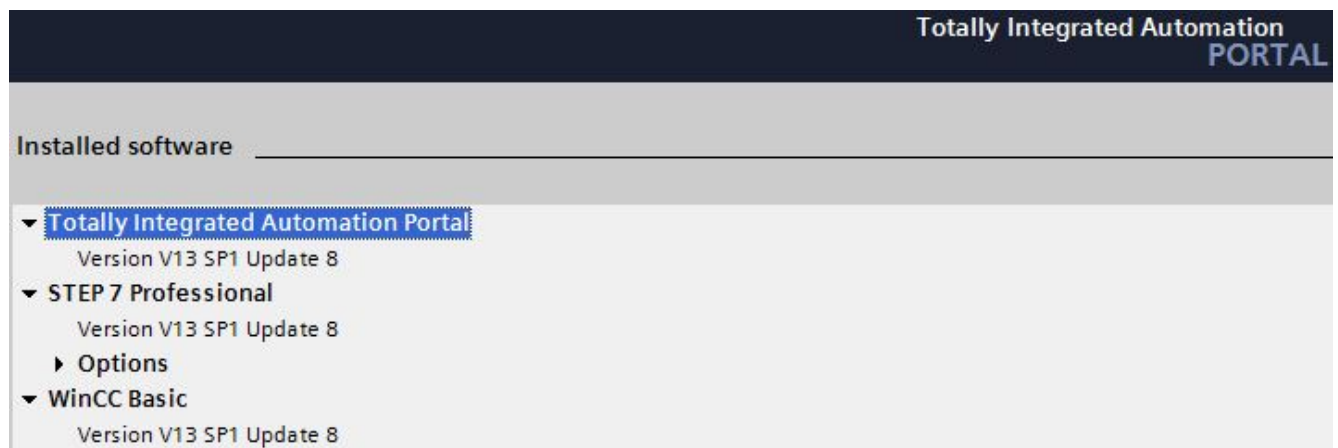 Totally Integrated Automation
PORTAL
Installed software
Totally Integrated Automation Portal
Version V13 SP1 Update 8
STEP 7 Professional
Version V13 SP1 Update 8
Options
WinCC Basic
Version V13 SP1 Update 8